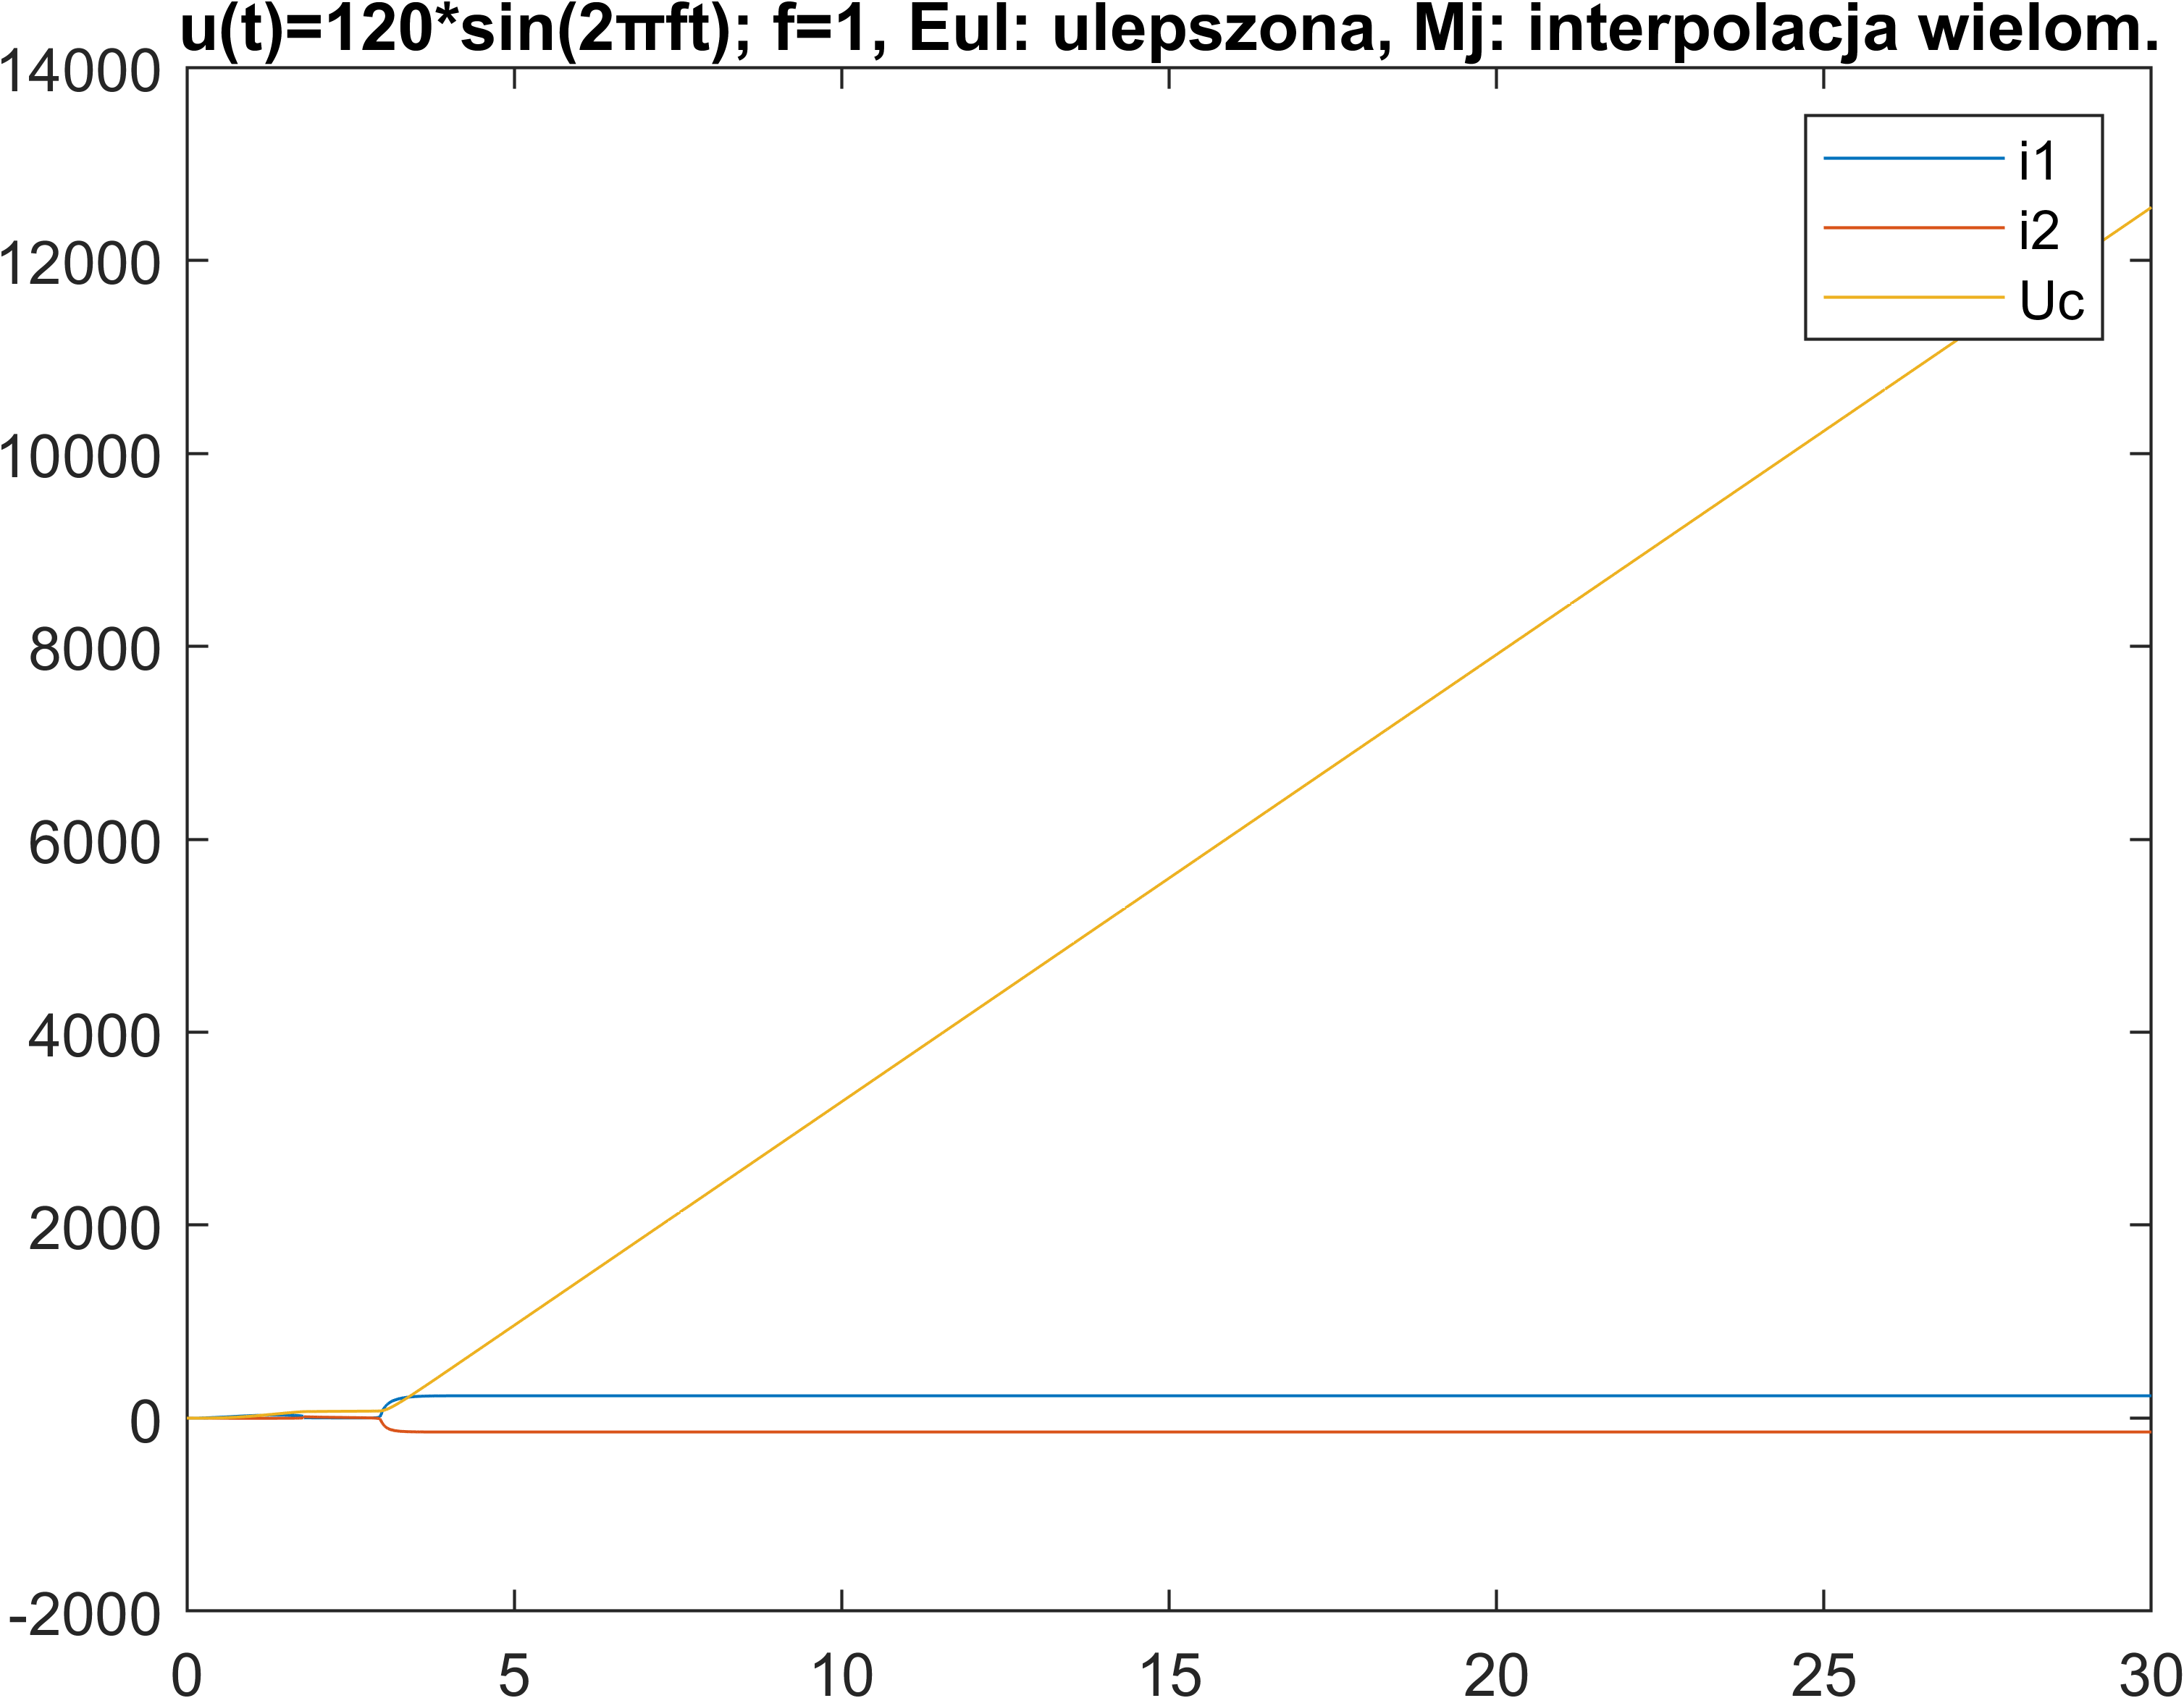 u(t)=120*sin(2πft); f=1, Eul: ulepszona, Mj: interpolacja wielom.
14000
12000
10000
8000
6000
4000
2000
0
-2000
i1
i2
Uc
0 5 10 15 20 25 30